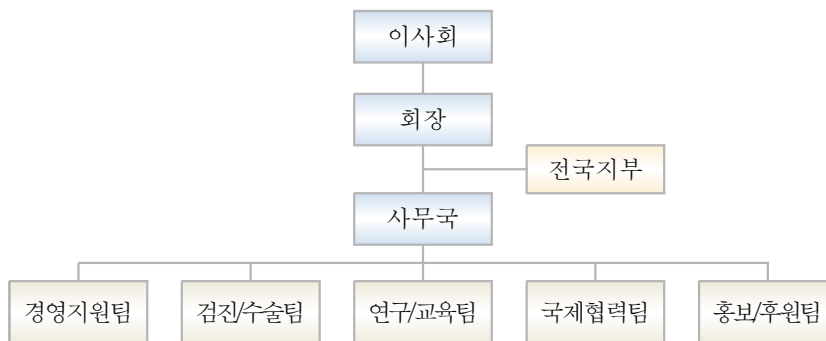 이사회
회장
전국지부
사무국
경영지원팀
검진/수술팀
연구/교육팀
국제협력팀
홍보/후원팀